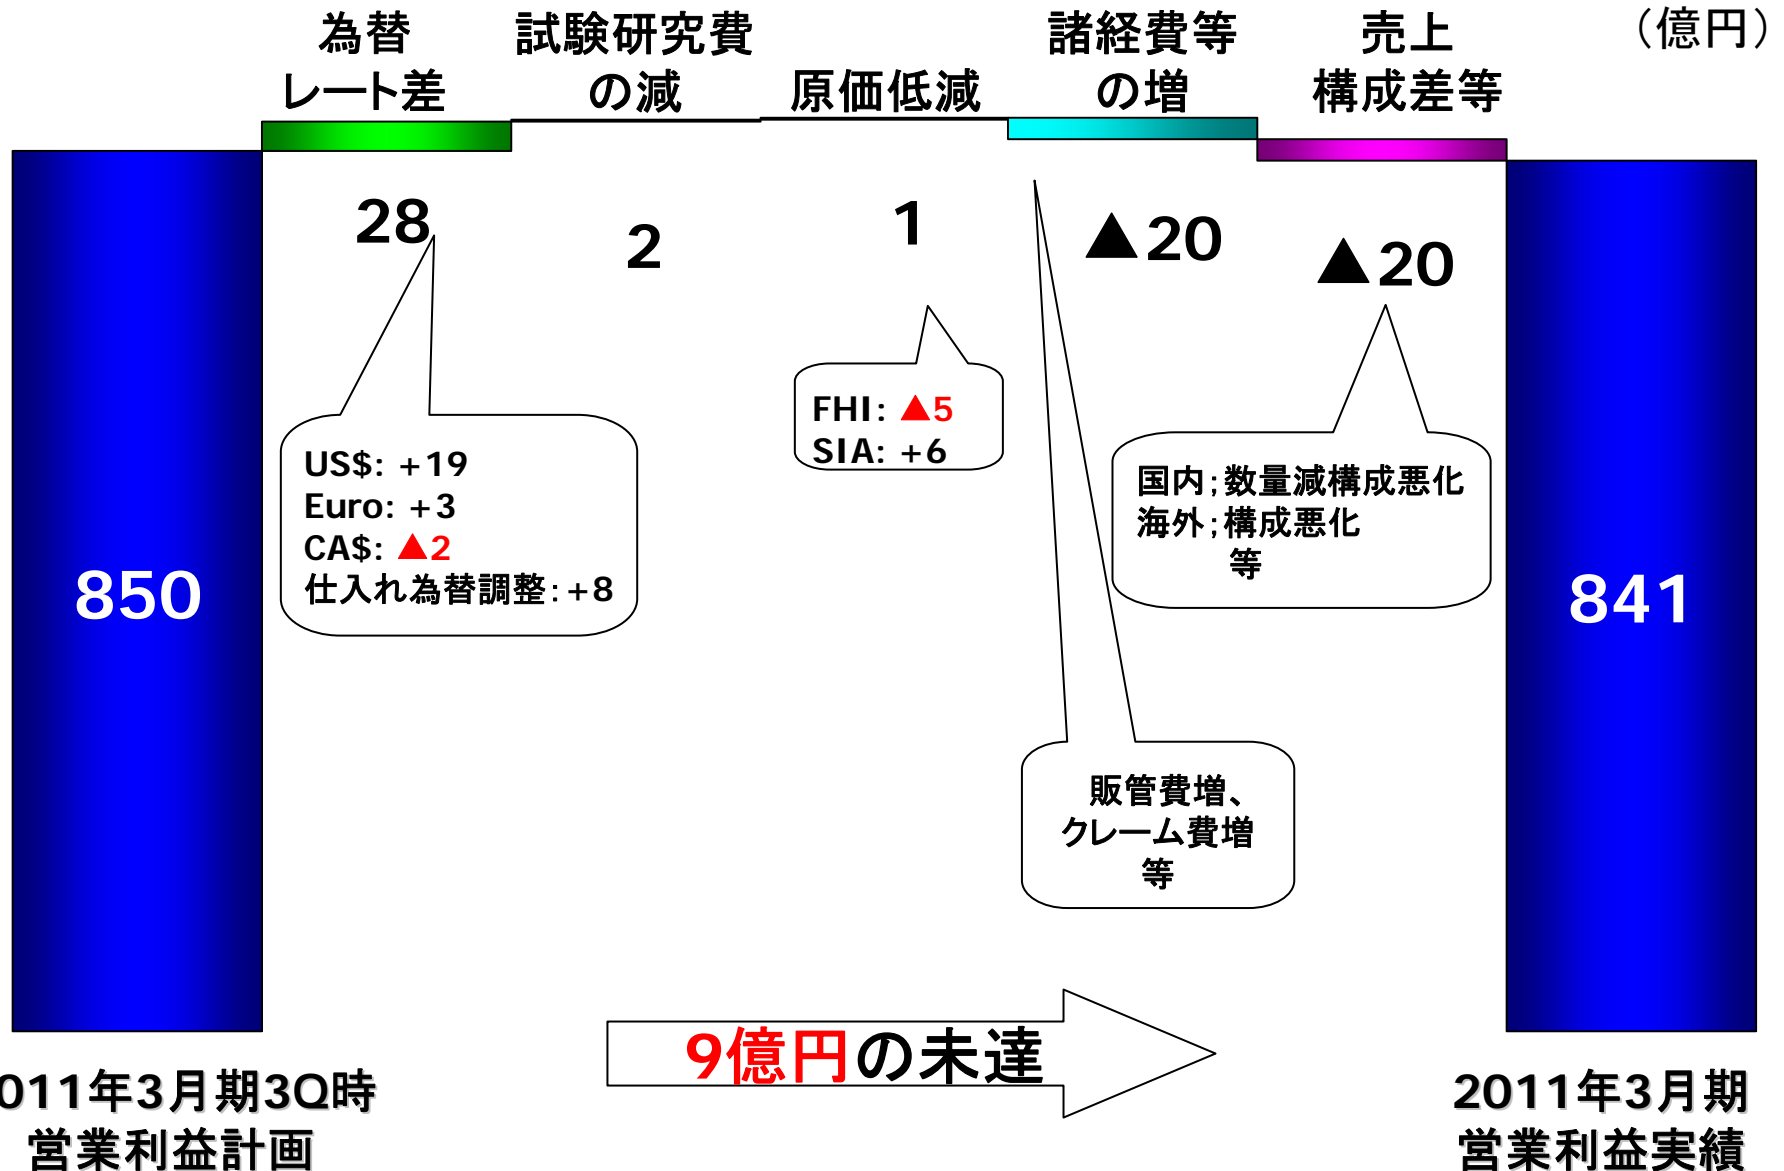 （億円）
為替
レート差
試験研究費
の減
原価低減
諸経費等
の増
売上
構成差等
28
2
1
▲20
▲20
US$: +19
Euro: +3
CA$: ▲2
仕入れ為替調整:+8
FHI: ▲5
SIA: +6
国内;数量減構成悪化
海外;構成悪化
等
販管費増、
クレーム費増
等
850
841
9億円の未達
011年3月期3Q時
営業利益計画
2011年3月期
営業利益実績